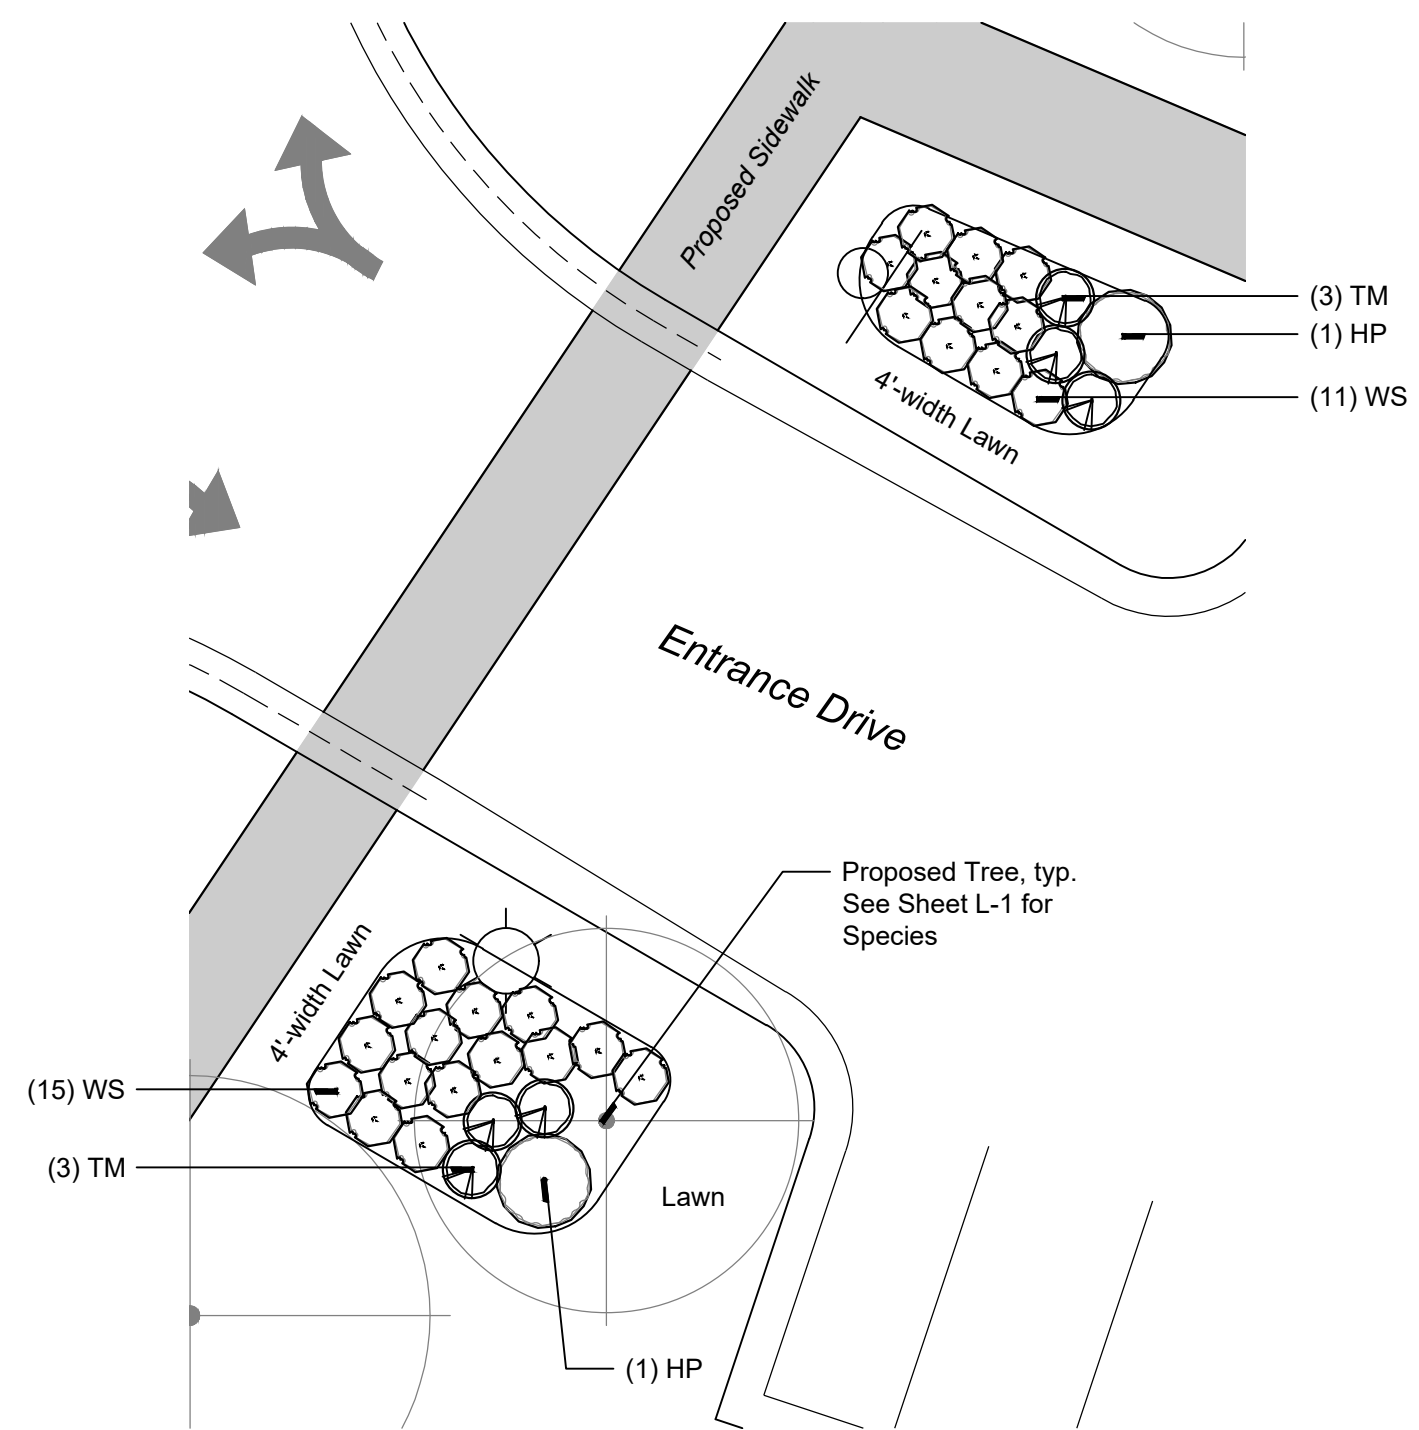 Proposed Sidewalk
(3) TM
(1) HP
(11) WS
4'-width Lawn
Entrance Drive
Proposed Tree, typ.
See Sheet L-1 for
Species
4'-width Lawn
(15) WS
(3) TM
Lawn
(1) HP